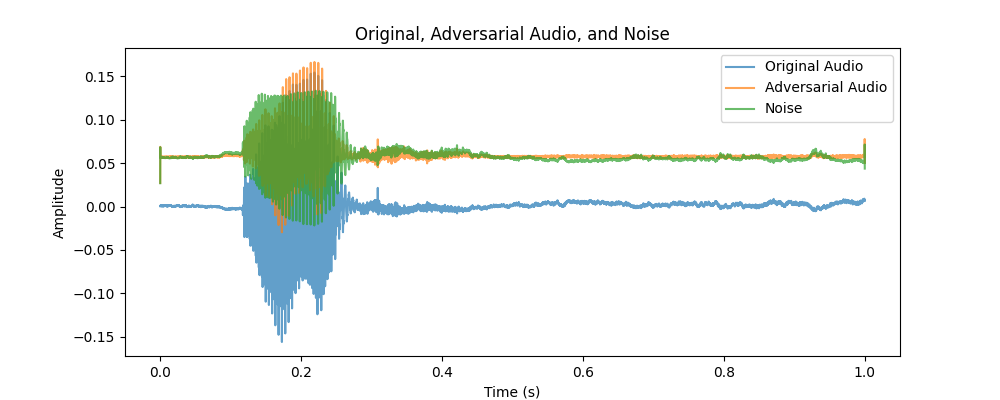 Original, Adversarial Audio, and Noise
Original Audio
Adversarial Audio
Noise
Amplitude
0.15
0.10
0.05
0.00
−0.05
−0.10
−0.15
0.0 0.2 0.4 0.6 0.8 1.0
Time (s)